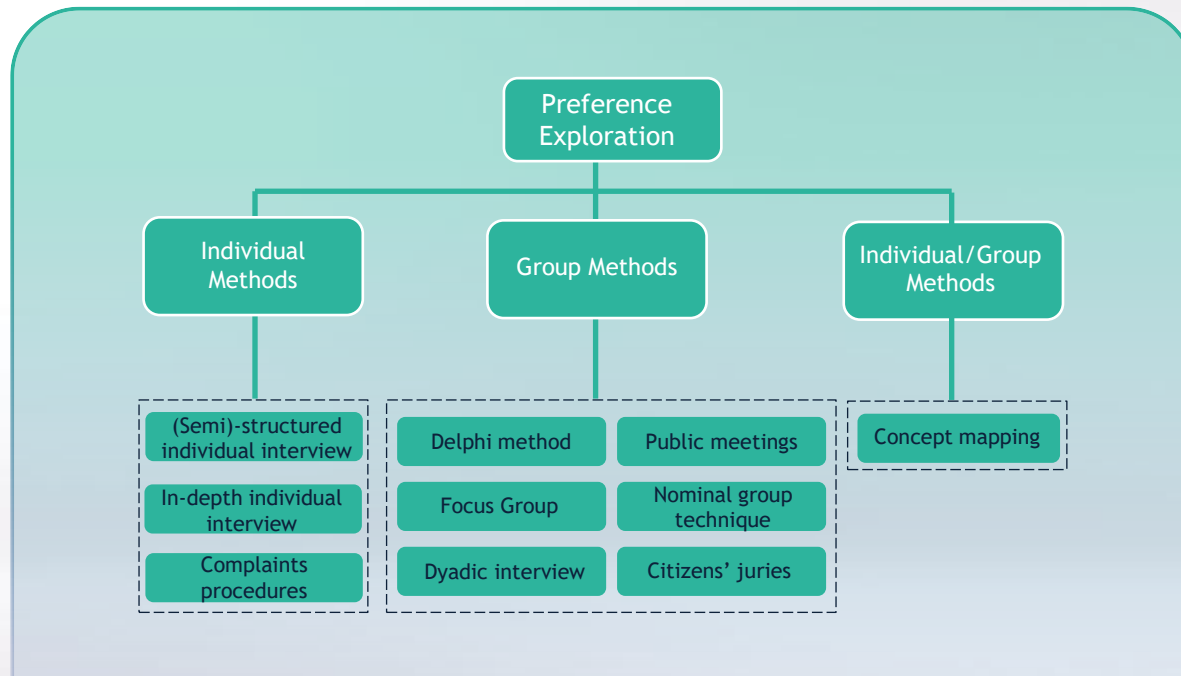 Preference
Exploration
Individual
Methods
Group Methods
Individual/Group
Methods
(Semi)-structured
individual interview
In-depth individual
interview
Complaints
procedures
Delphi method
Public meetings
Focus Group
Nominal group
technique
Dyadic interview
Citizens’ juries
Concept mapping